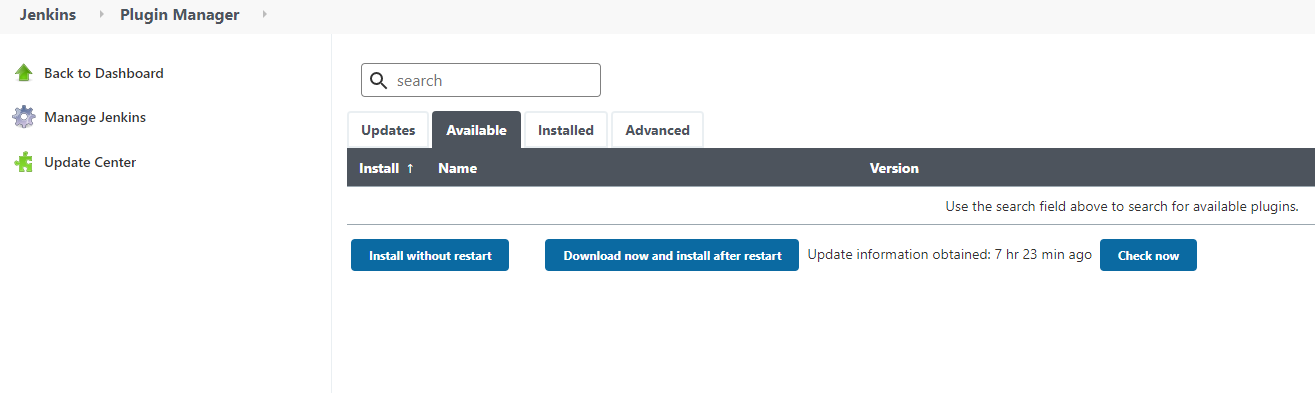 Jenkins Plugin Manager
Back to Dashboard
Manage Jenkins
Update Center
search
Updates Available Installed Advanced
Install ↑ Name Version
Use the search field above to search for available plugins.
Install without restart Download now and install after restart Update information obtained: 7 hr 23 min ago Check now